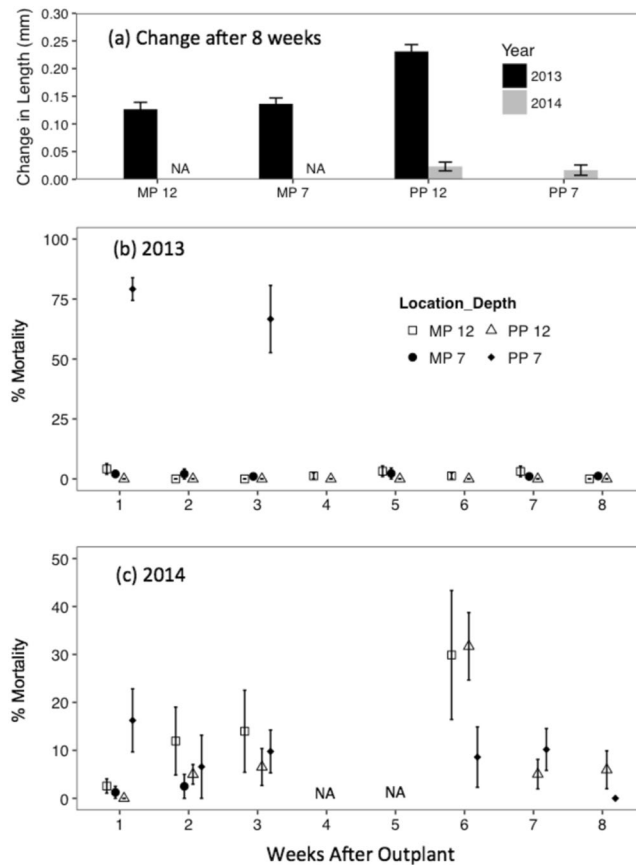 (a) Change after 8 weeks
Change in Length (mm)
0.30
0.25
0.20
0.15
0.10
0.05
0.00
Year
2013
2014
NA
NA
MP 12
MP 7
PP 12
PP 7
(b) 2013
% Mortality
100
75
50
25
0
Location_Depth
MP 12
PP 12
MP 7
PP 7
1
2
3
4
5
6
7
8
(c) 2014
% Mortality
50
40
30
20
10
0
NA
NA
1
2
3
4
5
6
7
8
Weeks After Outplant